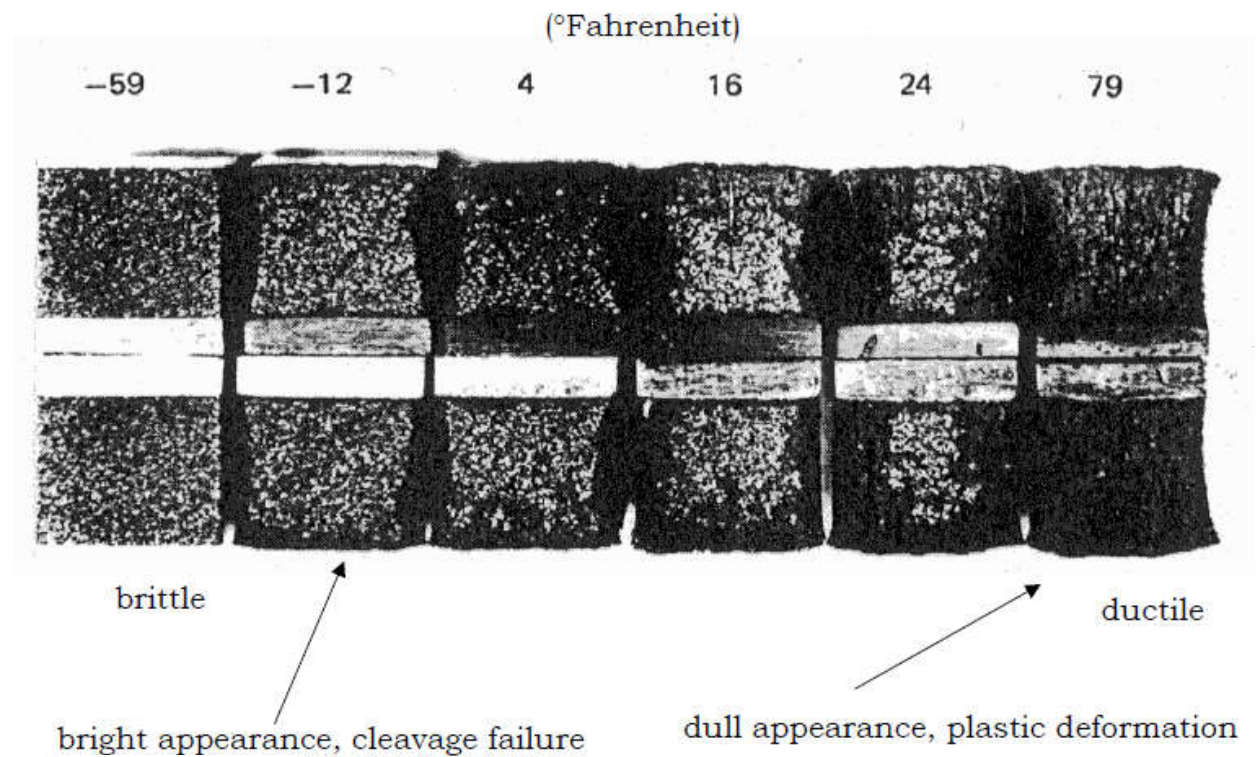 (°Fahrenheit)
−59 −12 4 16 24 79
brittle
ductile
bright appearance, cleavage failure
dull appearance, plastic deformation